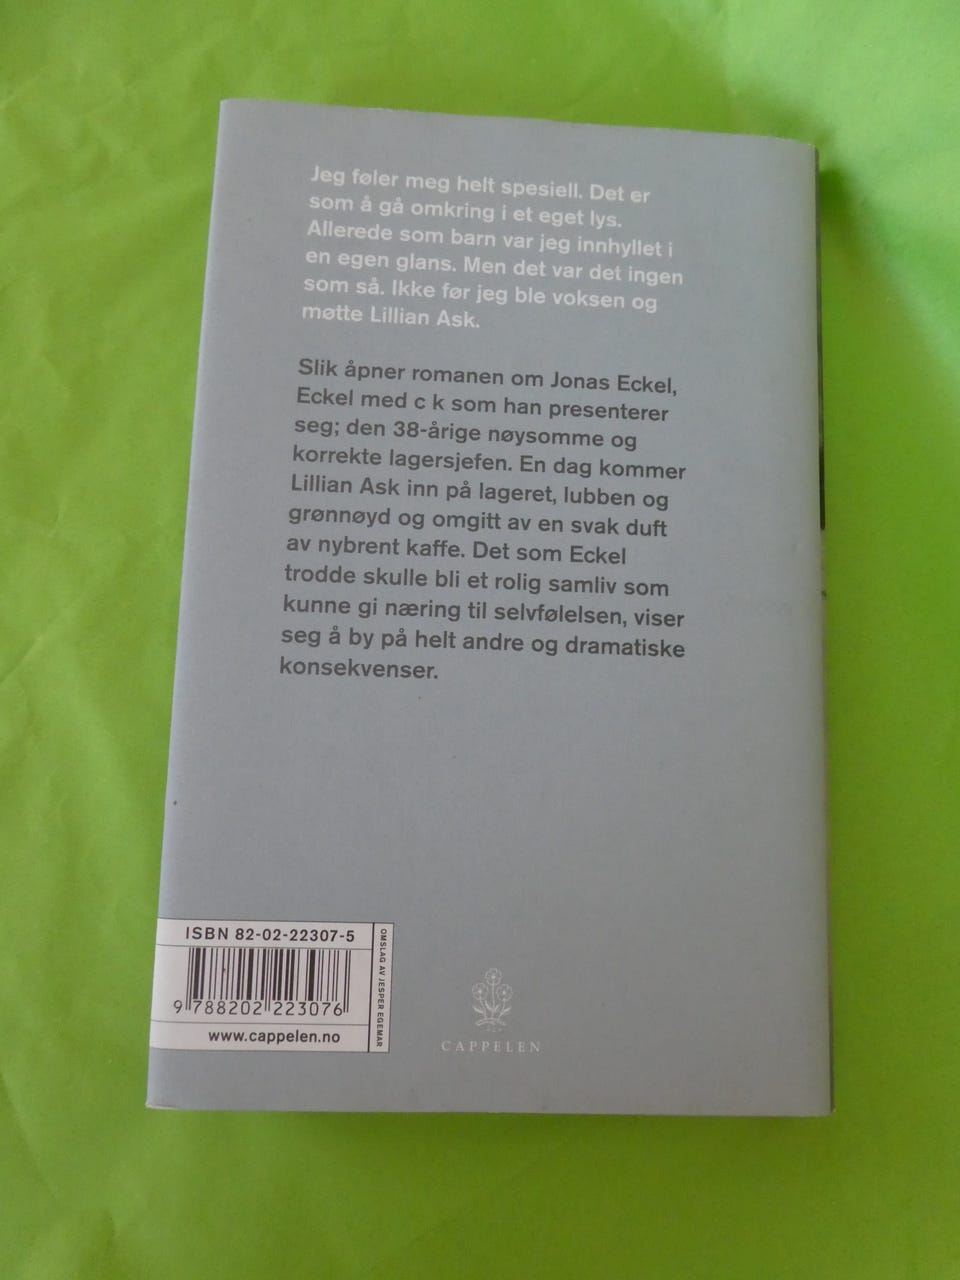 Jeg føler meg helt spesiell. Det er
som å gå omkring i et eget lys.
Allerede som barn var jeg innhyllet i
en egen glans. Men det var det ingen
som så. Ikke før jeg ble voksen og
møtte Lillian Ask.
Slik åpner romanen om Jonas Eckel,
Eckel med c k som han presenterer
seg; den 38-årige nøysomme og
korrekte lagersjefen. En dag kommer
Lillian Ask inn på lageret, lubben og
grønnøyd og omgitt av en svak duft
av nybrent kaffe. Det som Eckel
trodde skulle bli et rolig samliv som
kunne gi næring til selvfølelsen, viser
seg å by på helt andre og dramatiske
konsekvenser.
ISBN 82-02-22307-5
9 788202 223076
www.cappelen.no
OMSLAG AV JESPER EGEMAR
CAPPELEN